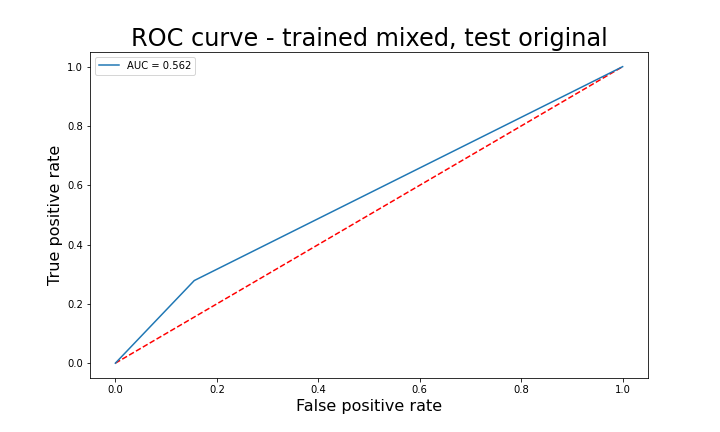 ROC curve - trained mixed, test original
AUC = 0.562
1.0
0.8
0.6
0.4
0.2
0.0
True positive rate
0.0 0.2 0.4 0.6 0.8 1.0
False positive rate